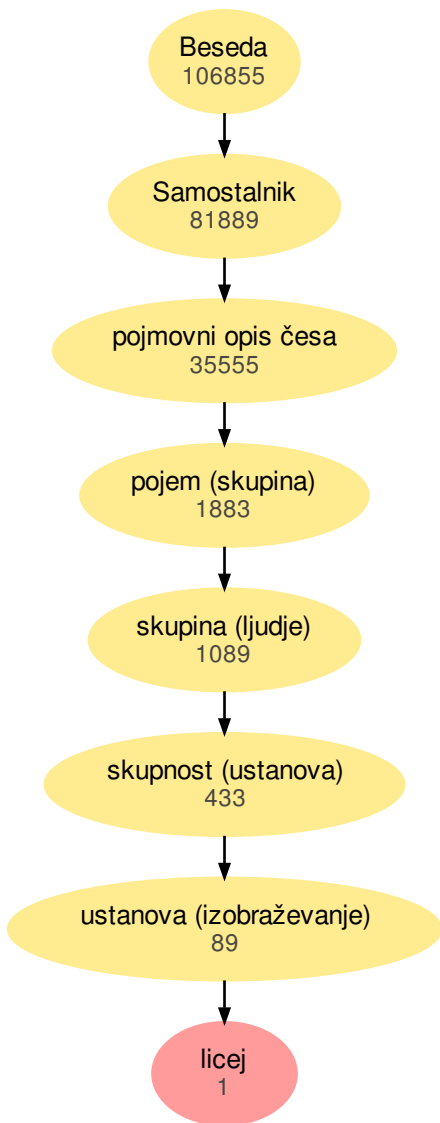 Beseda
106855
Samostalnik
81889
pojmovni opis česa
35555
pojem (skupina)
1883
skupina (ljudje)
1089
skupnost (ustanova)
433
ustanova (izobraževanje)
89
licej
1